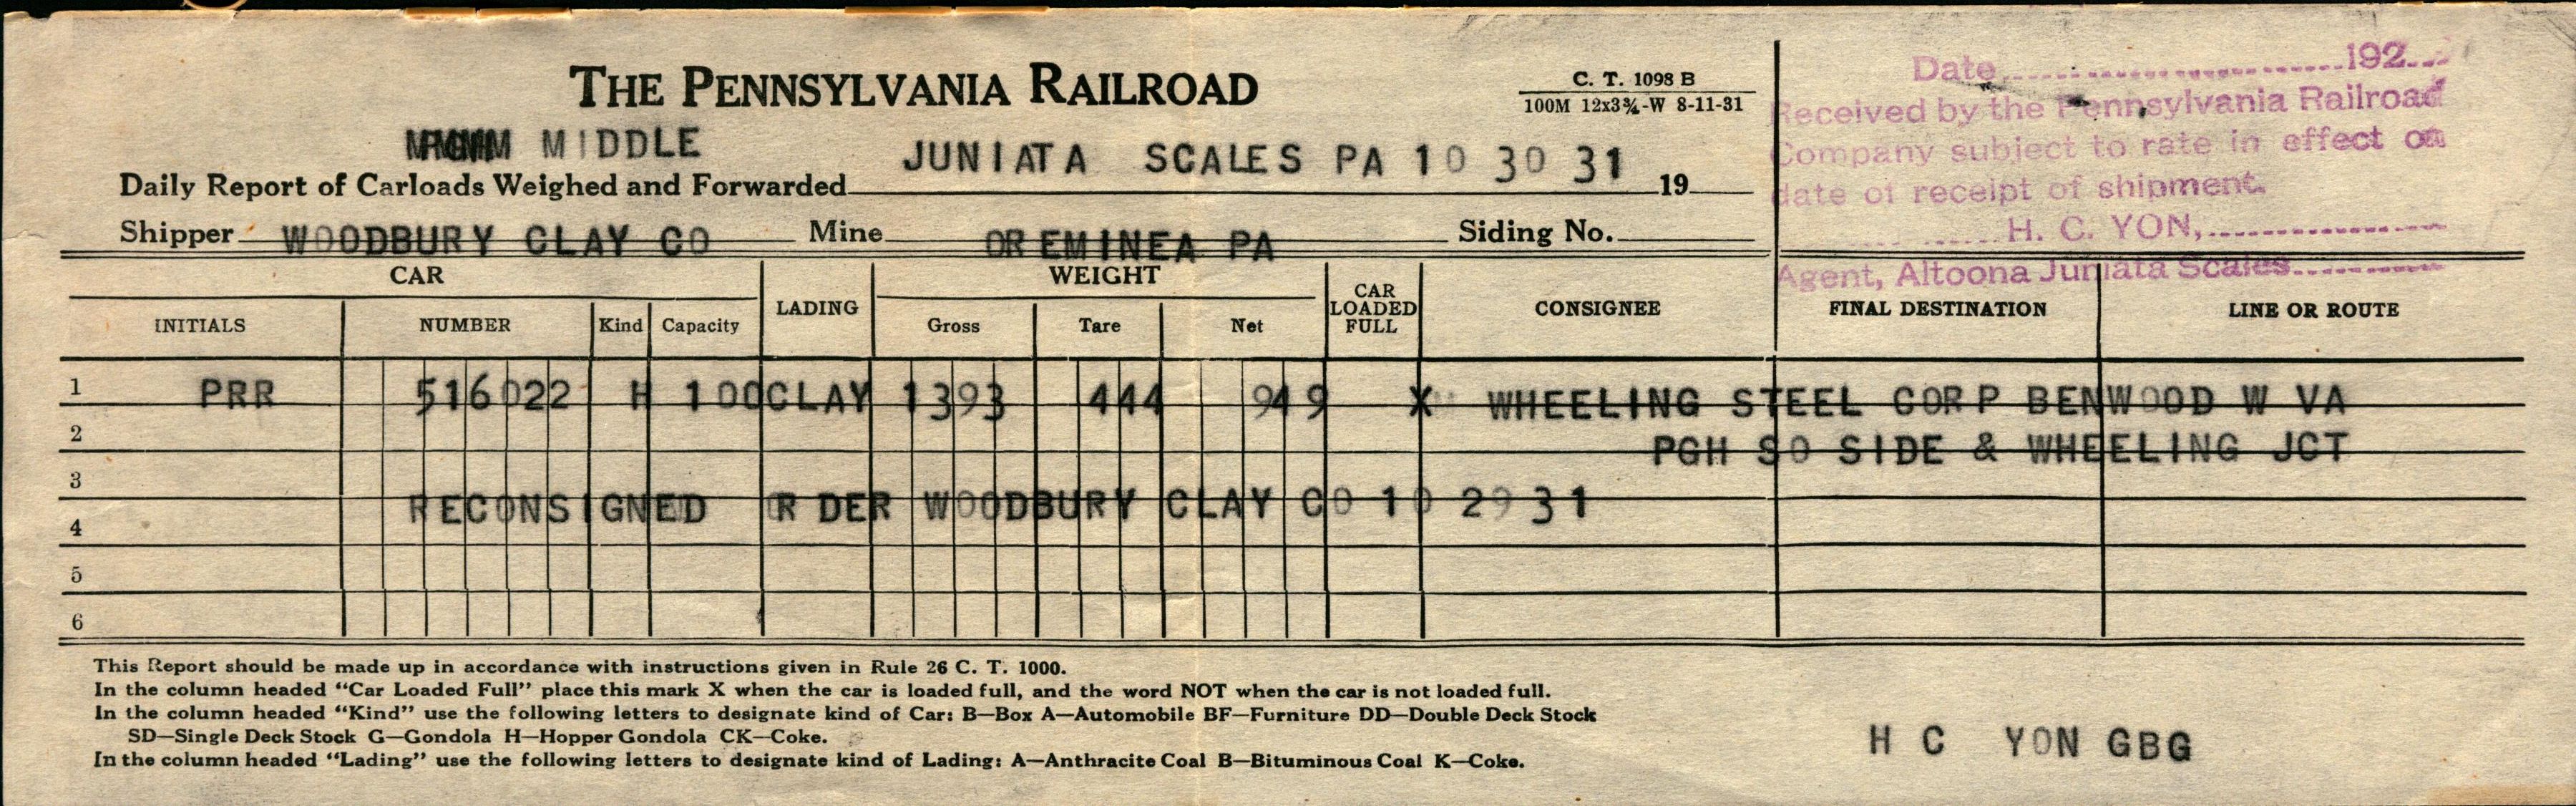 THE PENNSYLVANIA RAILROAD
C. T. 1098 B
100M 12x3¾-W 8-11-31
MIDDLE
JUNIATA SCALES PA 10 30 31
Daily Report of Carloads Weighed and Forwarded 19
Shipper WOODBURY CLAY CO Mine OREMINEA PA Siding No.
Date 192
Received by the Pennsylvania Railroad
Company subject to rate in effect on
date of receipt of shipment.
H. C. YON,
Agent, Altoona Juniata Scales
CAR LADING WEIGHT CAR LOADED FULL CONSIGNEE FINAL DESTINATION LINE OR ROUTE
INITIALS NUMBER Kind Capacity Gross Tare Net
1 PRR 516022 H 100 CLAY 1393 444 949 X WHEELING STEEL CORP BENWOOD W VA
2 PGH SO SIDE & WHEELING JCT
3
RECONSIGNED ORDER WOODBURY CLAY CO 10 29 31
4
5
6
This Report should be made up in accordance with instructions given in Rule 26 C. T. 1000.
In the column headed “Car Loaded Full” place this mark X when the car is loaded full, and the word NOT when the car is not loaded full.
In the column headed “Kind” use the following letters to designate kind of Car: B—Box A—Automobile BF—Furniture DD—Double Deck Stock
SD—Single Deck Stock G—Gondola H—Hopper Gondola CK—Coke.
In the column headed “Lading” use the following letters to designate kind of Lading: A—Anthracite Coal B—Bituminous Coal K—Coke.
H C YON GBG